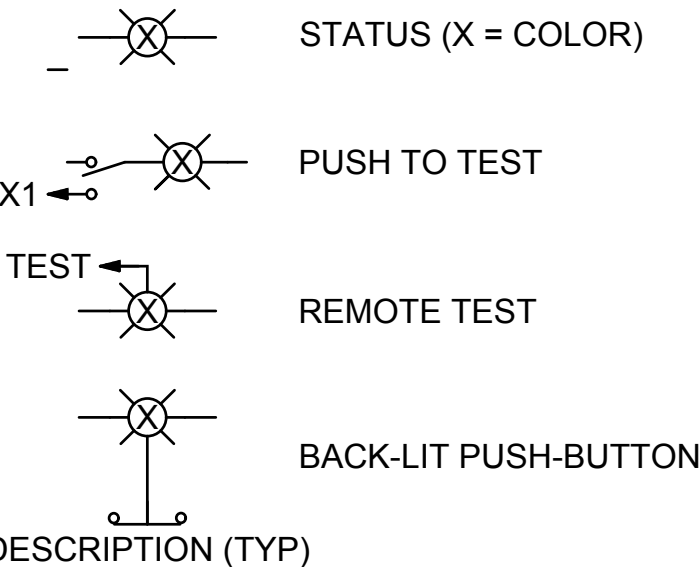 X STATUS (X = COLOR)
X PUSH TO TEST
X1
TEST
X REMOTE TEST
X
BACK-LIT PUSH-BUTTON
DESCRIPTION (TYP)